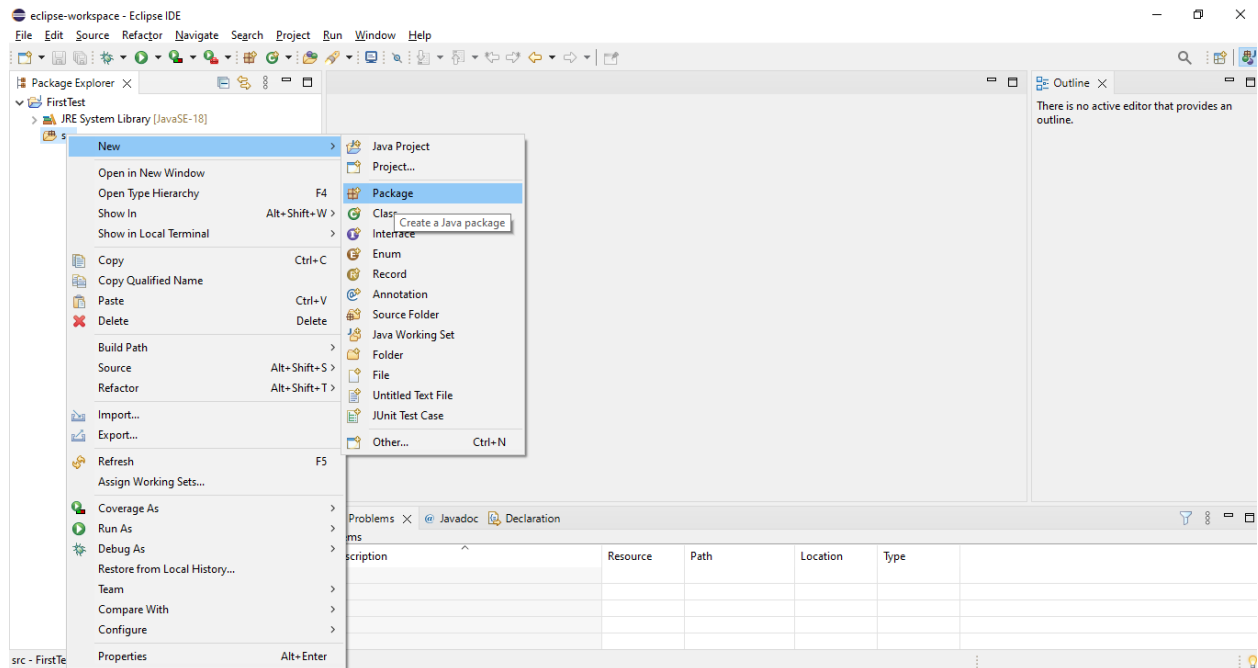 eclipse-workspace - Eclipse IDE
File Edit Source Refactor Navigate Search Project Run Window Help
Package Explorer
Outline
FirstTest
There is no active editor that provides an
outline.
JRE System Library [JavaSE-18]
s
New
Open in New Window
Open Type Hierarchy F4
Show In Alt+Shift+W
Show in Local Terminal
Copy Ctrl+C
Copy Qualified Name
Paste Ctrl+V
Delete Delete
Build Path
Source Alt+Shift+S
Refactor Alt+Shift+T
Import...
Export...
Refresh F5
Assign Working Sets...
Coverage As
Run As
Debug As
Restore from Local History...
Team
Compare With
Configure
Properties Alt+Enter
Java Project
Project...
Package
Class
Create a Java package
Interface
Enum
Record
Annotation
Source Folder
Java Working Set
Folder
File
Untitled Text File
JUnit Test Case
Other... Ctrl+N
Problems @ Javadoc Declaration
ms
scription Resource Path Location Type
src - FirstTe